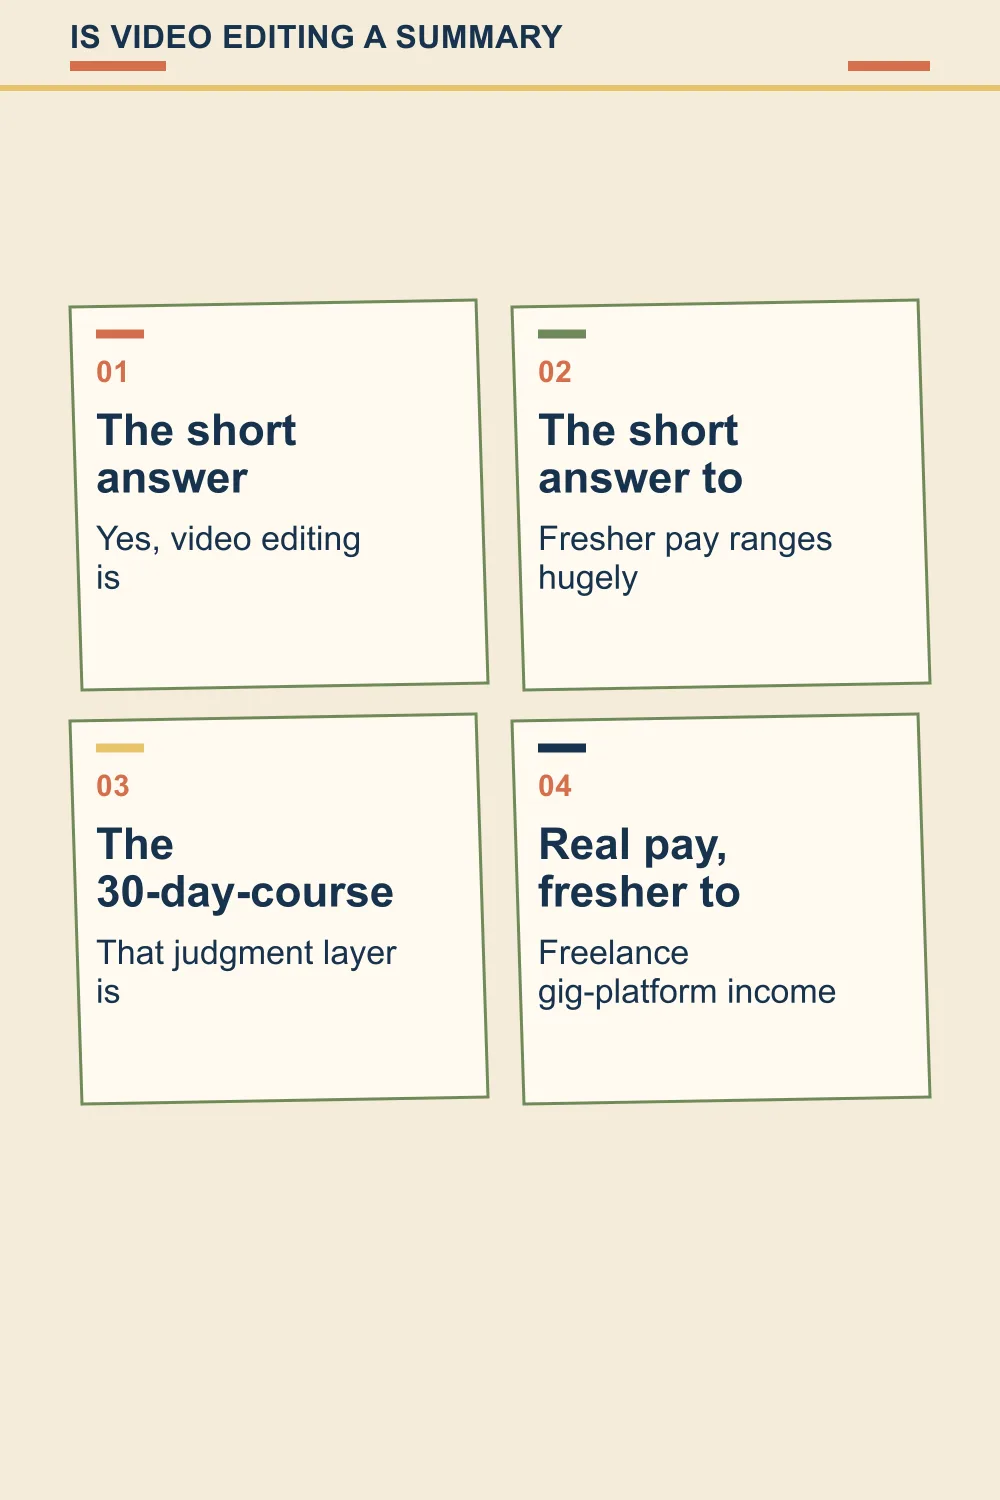 IS VIDEO EDITING A SUMMARY
01
The short
answer
Yes, video editing
is
02
The short
answer to
Fresher pay ranges
hugely
03
The
30-day-course
That judgment layer
is
04
Real pay,
fresher to
Freelance
gig-platform income